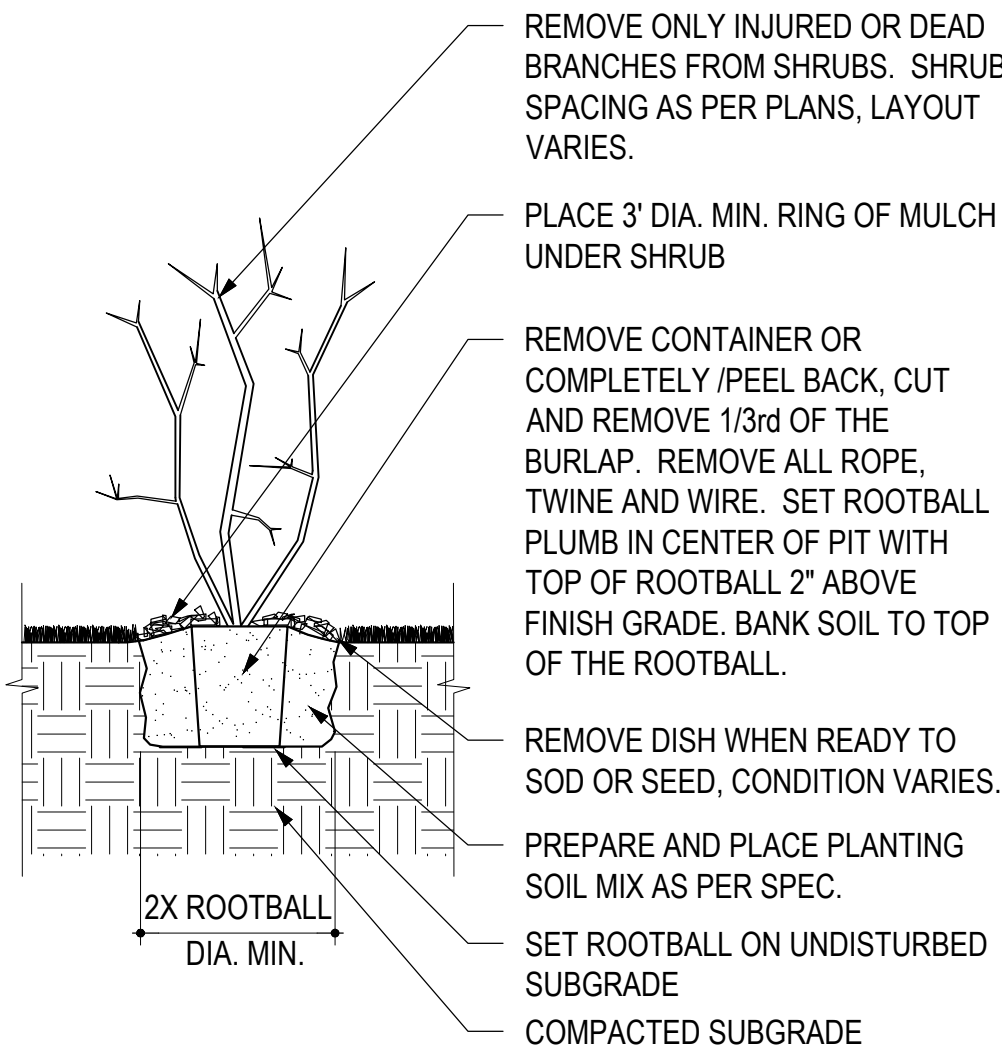 REMOVE ONLY INJURED OR DEAD
BRANCHES FROM SHRUBS. SHRUB
SPACING AS PER PLANS, LAYOUT
VARIES.
PLACE 3' DIA. MIN. RING OF MULCH
UNDER SHRUB
REMOVE CONTAINER OR
COMPLETELY /PEEL BACK, CUT
AND REMOVE 1/3rd OF THE
BURLAP. REMOVE ALL ROPE,
TWINE AND WIRE. SET ROOTBALL
PLUMB IN CENTER OF PIT WITH
TOP OF ROOTBALL 2" ABOVE
FINISH GRADE. BANK SOIL TO TOP
OF THE ROOTBALL.
REMOVE DISH WHEN READY TO
SOD OR SEED, CONDITION VARIES.
PREPARE AND PLACE PLANTING
SOIL MIX AS PER SPEC.
SET ROOTBALL ON UNDISTURBED
SUBGRADE
COMPACTED SUBGRADE
2X ROOTBALL
DIA. MIN.